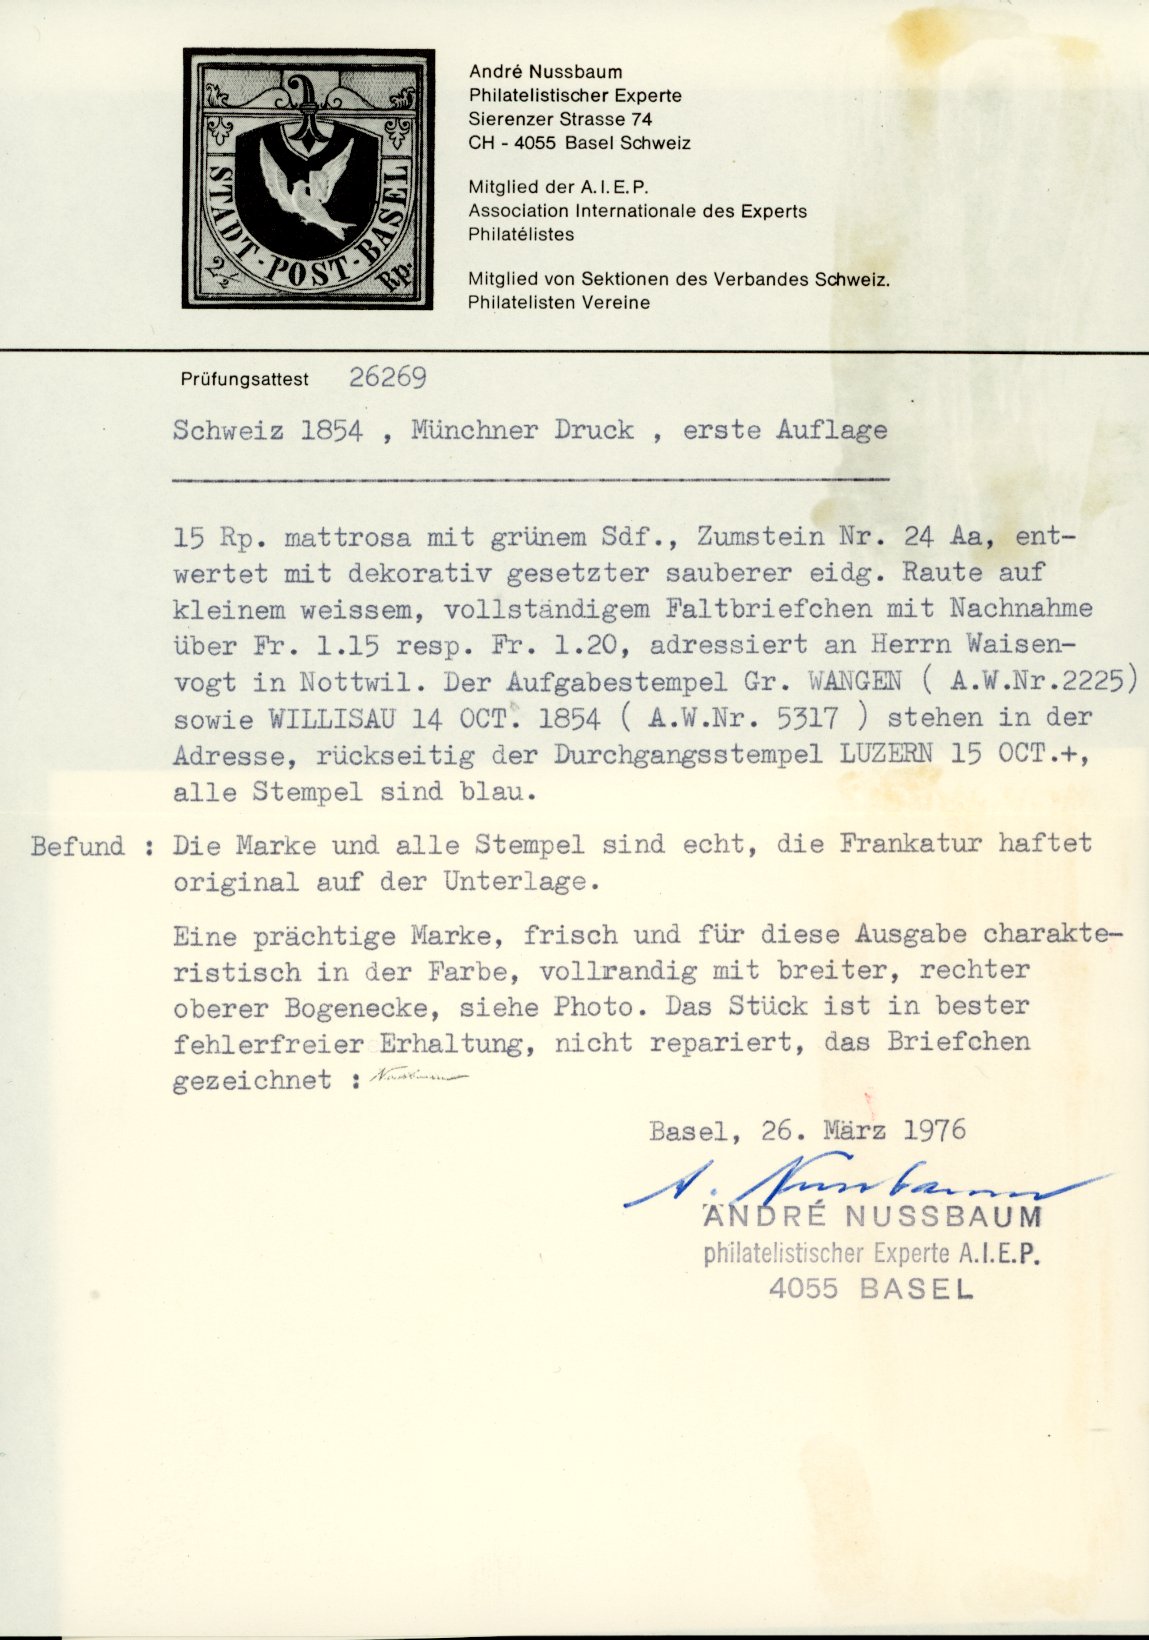 STADT-POST-BASEL
2½ Rp.
André Nussbaum
Philatelistischer Experte
Sierenzer Strasse 74
CH - 4055 Basel Schweiz
Mitglied der A.I.E.P.
Association Internationale des Experts
Philatélistes
Mitglied von Sektionen des Verbandes Schweiz.
Philatelisten Vereine
Prüfungsattest 26269
Schweiz 1854 , Münchner Druck , erste Auflage
15 Rp. mattrosa mit grünem Sdf., Zumstein Nr. 24 Aa, ent-
wertet mit dekorativ gesetzter sauberer eidg. Raute auf
kleinem weissem, vollständigem Faltbriefchen mit Nachnahme
über Fr. 1.15 resp. Fr. 1.20, adressiert an Herrn Waisen-
vogt in Nottwil. Der Aufgabestempel Gr. WANGEN ( A.W.Nr.2225)
sowie WILLISAU 14 OCT. 1854 ( A.W.Nr. 5317 ) stehen in der
Adresse, rückseitig der Durchgangsstempel LUZERN 15 OCT.+,
alle Stempel sind blau.
Befund : Die Marke und alle Stempel sind echt, die Frankatur haftet
original auf der Unterlage.
Eine prächtige Marke, frisch und für diese Ausgabe charakte-
ristisch in der Farbe, vollrandig mit breiter, rechter
oberer Bogenecke, siehe Photo. Das Stück ist in bester
fehlerfreier Erhaltung, nicht repariert, das Briefchen
gezeichnet : Nussbaum
Basel, 26. März 1976
A. Nussbaum
ANDRÉ NUSSBAUM
philatelistischer Experte A.I.E.P.
4055 BASEL